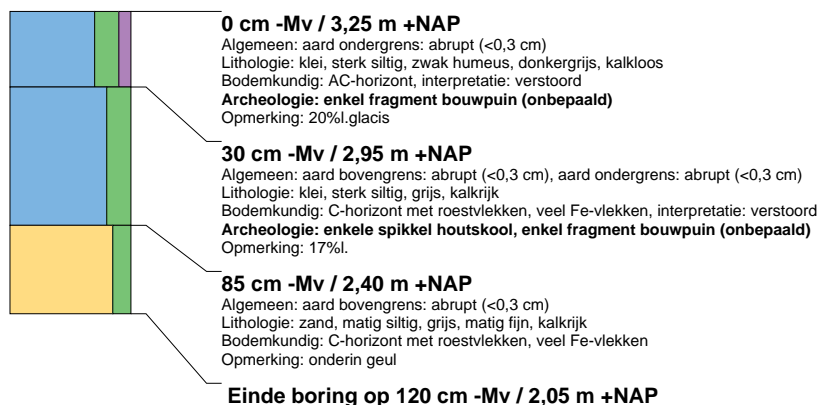 0 cm -Mv / 3,25 m +NAP
Algemeen: aard ondergrens: abrupt (<0,3 cm)
Lithologie: klei, sterk siltig, zwak humeus, donkergrijs, kalkloos
Bodemkundig: AC-horizont, interpretatie: verstoord
Archeologie: enkel fragment bouwpuin (onbepaald)
Opmerking: 20%l.glacis
30 cm -Mv / 2,95 m +NAP
Algemeen: aard bovengrens: abrupt (<0,3 cm), aard ondergrens: abrupt (<0,3 cm)
Lithologie: klei, sterk siltig, grijs, kalkrijk
Bodemkundig: C-horizont met roestvlekken, veel Fe-vlekken, interpretatie: verstoord
Archeologie: enkele spikkel houtskool, enkel fragment bouwpuin (onbepaald)
Opmerking: 17%l.
85 cm -Mv / 2,40 m +NAP
Algemeen: aard bovengrens: abrupt (<0,3 cm)
Lithologie: zand, matig siltig, grijs, matig fijn, kalkrijk
Bodemkundig: C-horizont met roestvlekken, veel Fe-vlekken
Opmerking: onderin geul
Einde boring op 120 cm -Mv / 2,05 m +NAP